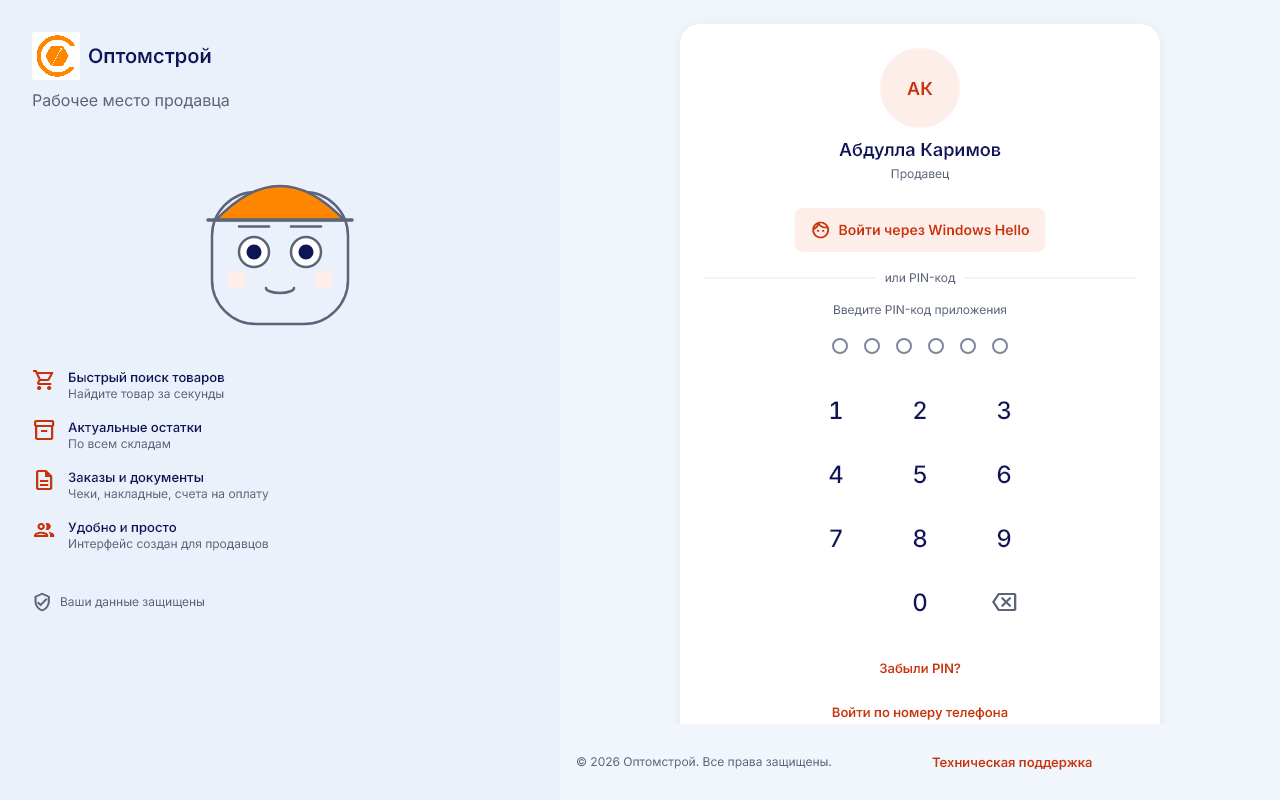 Оптомстрой
Рабочее место продавца
Быстрый поиск товаров
Найдите товар за секунды
Актуальные остатки
По всем складам
Заказы и документы
Чеки, накладные, счета на оплату
Удобно и просто
Интерфейс создан для продавцов
Ваши данные защищены
АК
Абдулла Каримов
Продавец
Войти через Windows Hello
или PIN-код
Введите PIN-код приложения
1 2 3
4 5 6
7 8 9
0
Забыли PIN?
Войти по номеру телефона
© 2026 Оптомстрой. Все права защищены.
Техническая поддержка